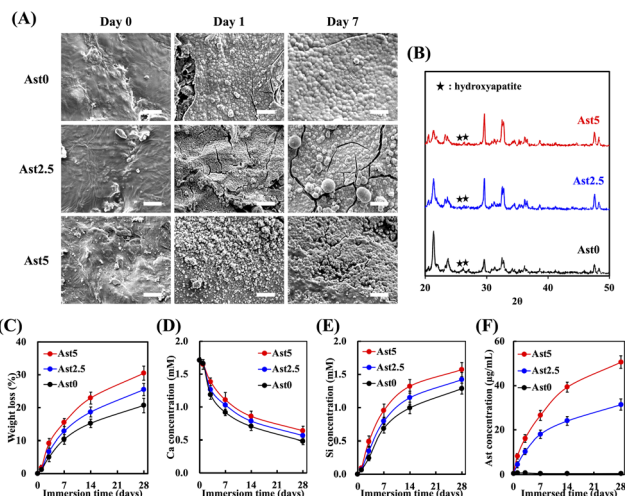 (A)
Day 0 Day 1 Day 7
Ast0
Ast2.5
Ast5
(B)
★ : hydroxyapatite
Ast5
★★
Ast2.5
★★
Ast0
★★
20 30 40 50
20
(C)
Weight loss (%)
40
30
20
10
0
Ast5
Ast2.5
Ast0
0 7 14 21 28
Immersion time (days)
(D)
Ca concentration (mM)
2.0
1.5
1.0
0.5
0.0
Ast5
Ast2.5
Ast0
0 7 14 21 28
Immersiom time (days)
(E)
Si concentration (mM)
2.0
1.5
1.0
0.5
0.0
Ast5
Ast2.5
Ast0
0 7 14 21 28
Immersion time (days)
(F)
Ast concentration (μg/mL)
60
40
20
0
Ast5
Ast2.5
Ast0
0 7 14 21 28
Immersed time (days)